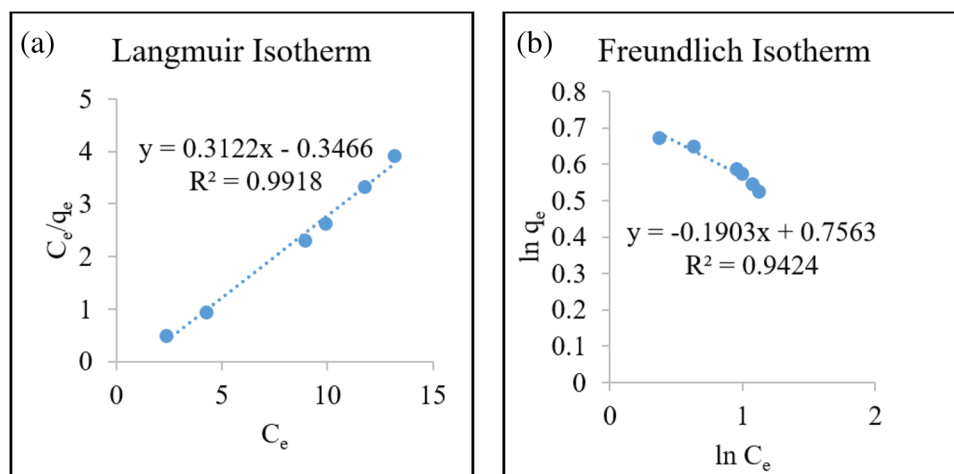 (a)
Langmuir Isotherm
5
4
3
2
1
0
y = 0.3122x - 0.3466
R² = 0.9918
Cₑ/qₑ
0 5 10 15
Cₑ
(b)
Freundlich Isotherm
0.8
0.7
0.6
0.5
0.4
0.3
0.2
0.1
0
y = -0.1903x + 0.7563
R² = 0.9424
ln qₑ
0 1 2
ln Cₑ